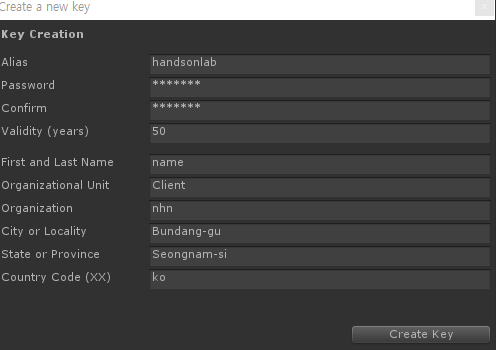 Create a new key
Key Creation
Alias handsonlab
Password *******
Confirm *******
Validity (years) 50
First and Last Name name
Organizational Unit Client
Organization nhn
City or Locality Bundang-gu
State or Province Seongnam-si
Country Code (XX) ko
Create Key